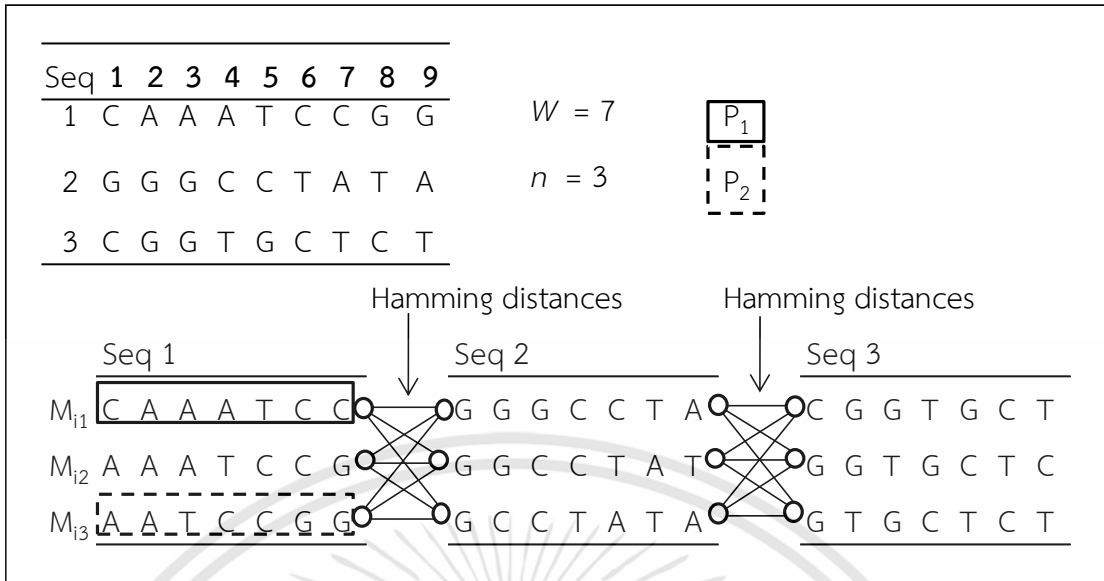 Seq 1 2 3 4 5 6 7 8 9
1 C A A A T C C G G
2 G G G C C T A T A
3 C G G T G C T C T
W = 7
n = 3
P1
P2
Hamming distances Hamming distances
Seq 1 Seq 2 Seq 3
Mi1 C A A A T C C G G G C C T A C G G T G C T
Mi2 A A A T C C G G G C C T A T G G T G C T C
Mi3 A A T C C G G G C C T A T A G T G C T C T